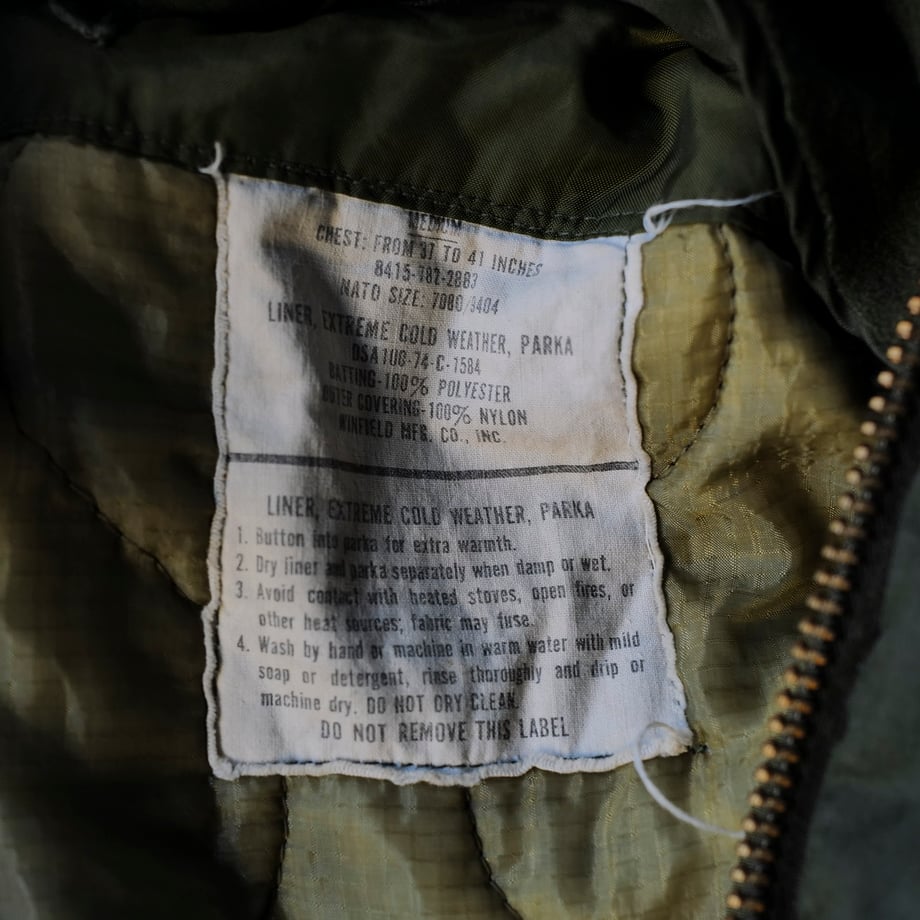 MEDIUM
CHEST: FROM 37 TO 41 INCHES
8415-782-2883
NATO SIZE: 7080/9404
LINER, EXTREME COLD WEATHER, PARKA
DSA100-74-C-1584
BATTING-100% POLYESTER
OUTER COVERING-100% NYLON
WINFIELD MFG. CO., INC.
LINER, EXTREME COLD WEATHER, PARKA
1. Button into parka for extra warmth.
2. Dry liner and parka separately when damp or wet.
3. Avoid contact with heated stoves, open fires, or
other heat sources; fabric may fuse.
4. Wash by hand or machine in warm water with mild
soap or detergent, rinse thoroughly and drip or
machine dry. DO NOT DRY CLEAN.
DO NOT REMOVE THIS LABEL